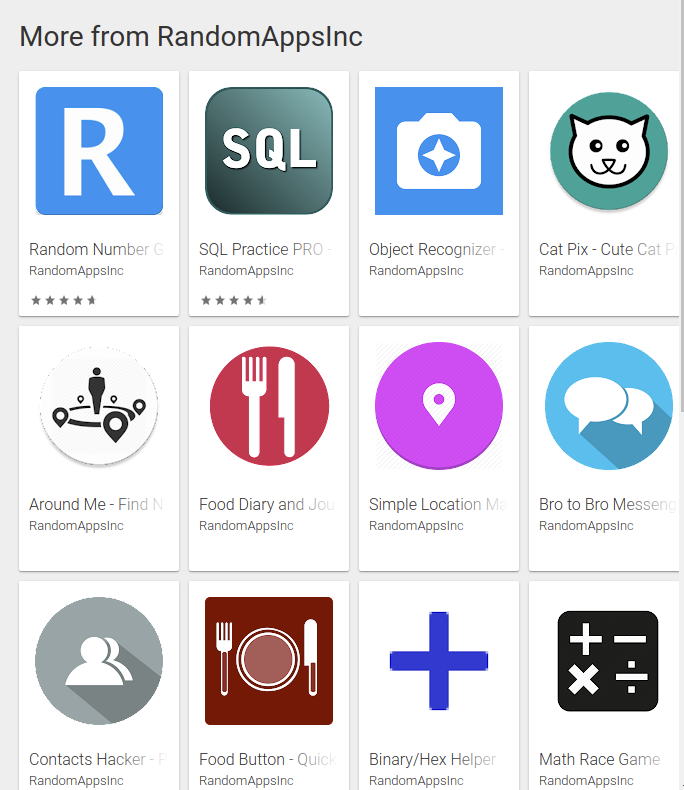 More from RandomAppsInc
R
SQL
Random Number G
SQL Practice PRO -
Object Recognizer -
Cat Pix - Cute Cat P
RandomAppsInc
RandomAppsInc
RandomAppsInc
RandomAppsInc
Around Me - Find N
Food Diary and Jou
Simple Location Ma
Bro to Bro Messeng
RandomAppsInc
RandomAppsInc
RandomAppsInc
RandomAppsInc
Contacts Hacker - P
Food Button - Quick
Binary/Hex Helper
Math Race Game
RandomAppsInc
RandomAppsInc
RandomAppsInc
RandomAppsInc